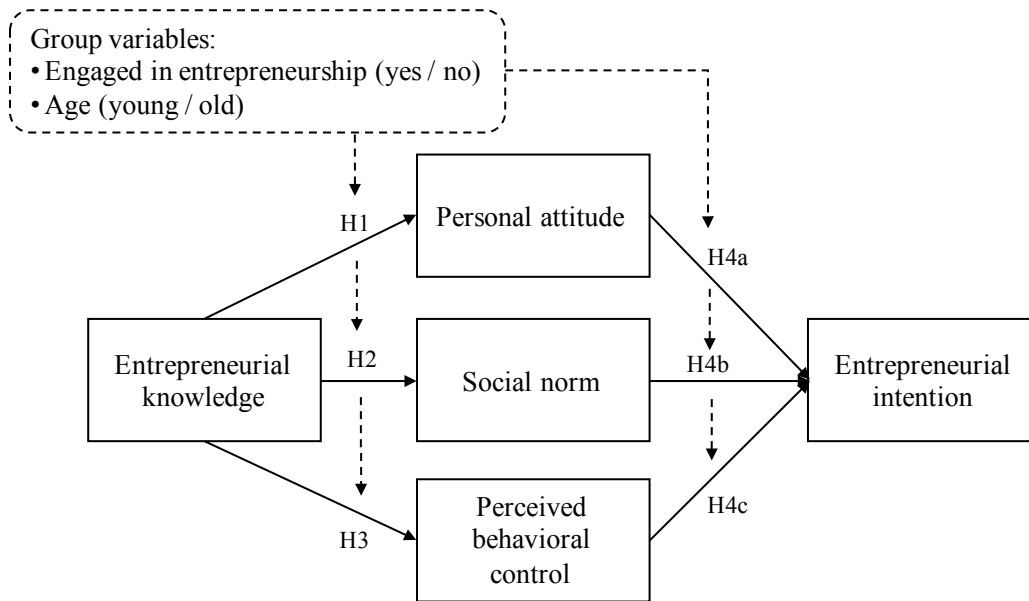 Group variables:
• Engaged in entrepreneurship (yes / no)
• Age (young / old)
H1
Personal attitude
H4a
Entrepreneurial
knowledge
H2
Social norm
H4b
Entrepreneurial
intention
H3
Perceived
behavioral
control
H4c